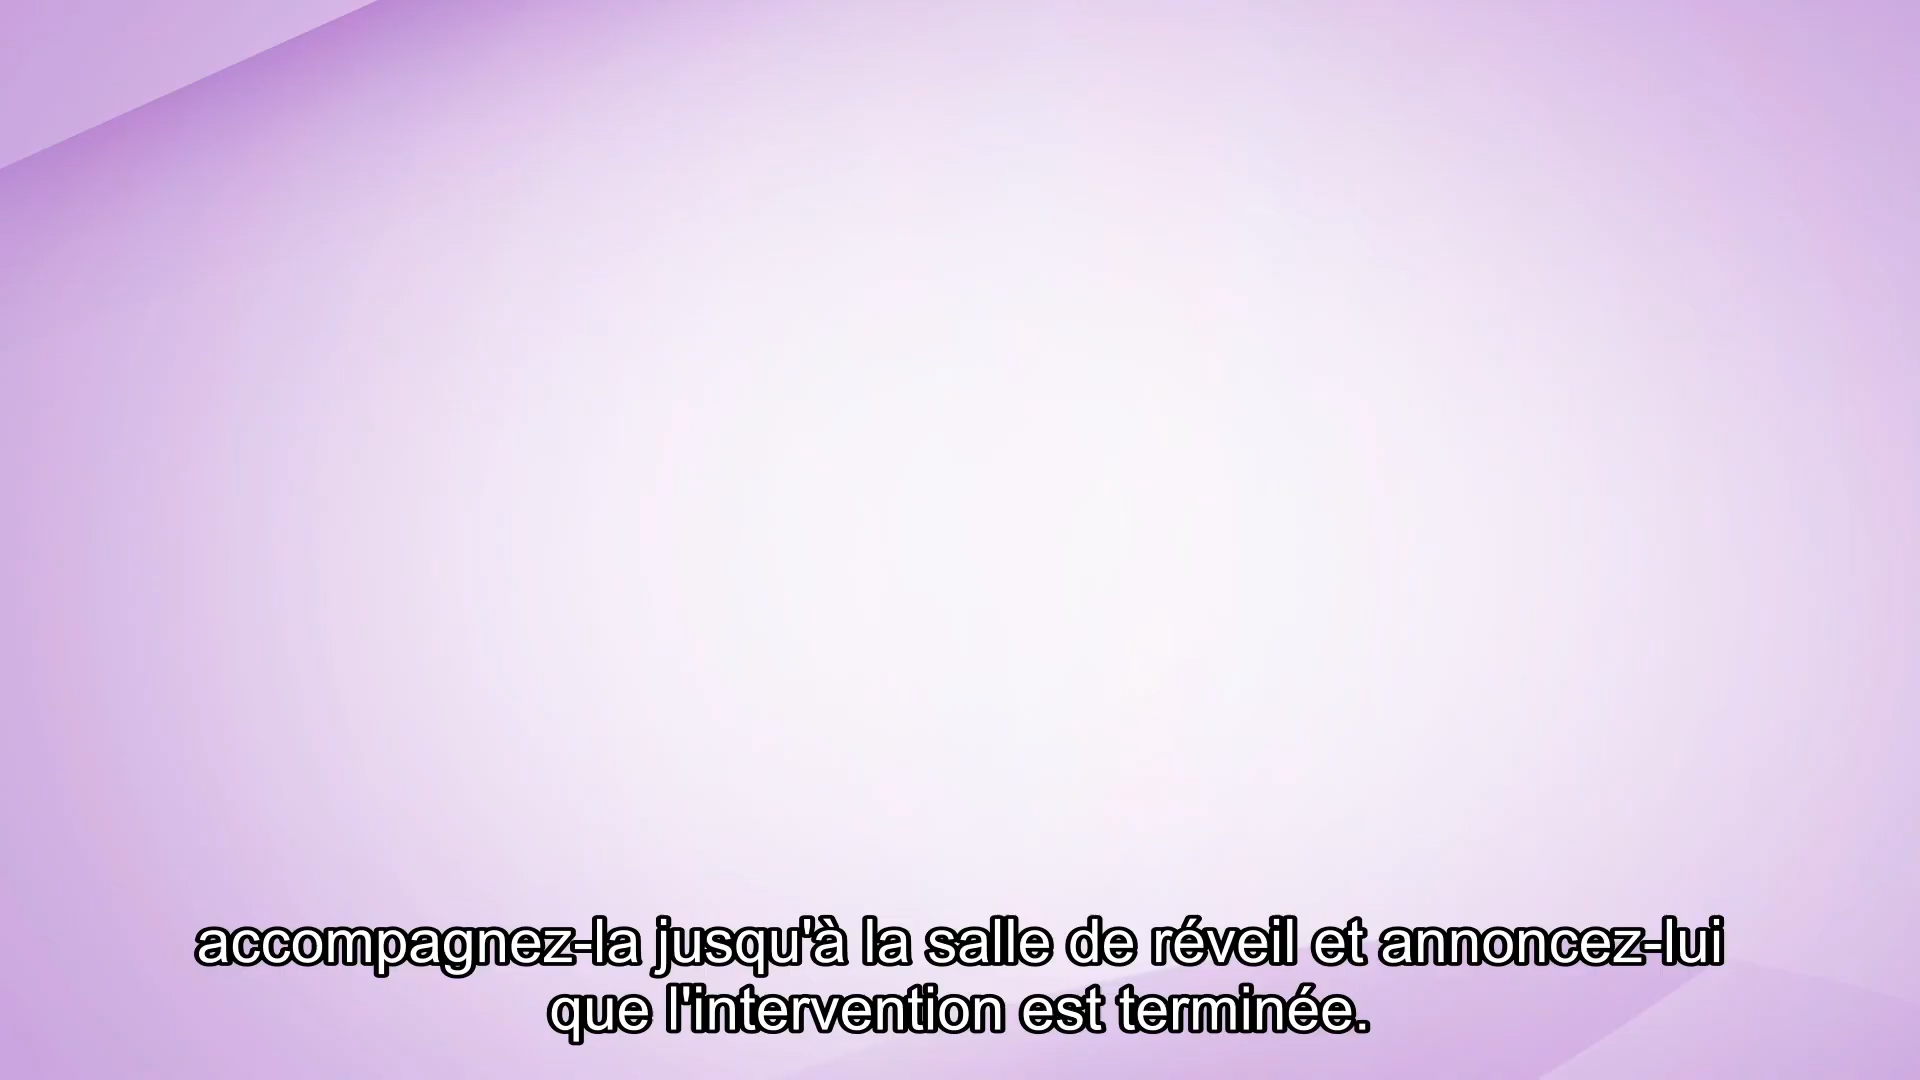 accompagnez-la jusqu'à la salle de réveil et annoncez-lui
que l'intervention est terminée.